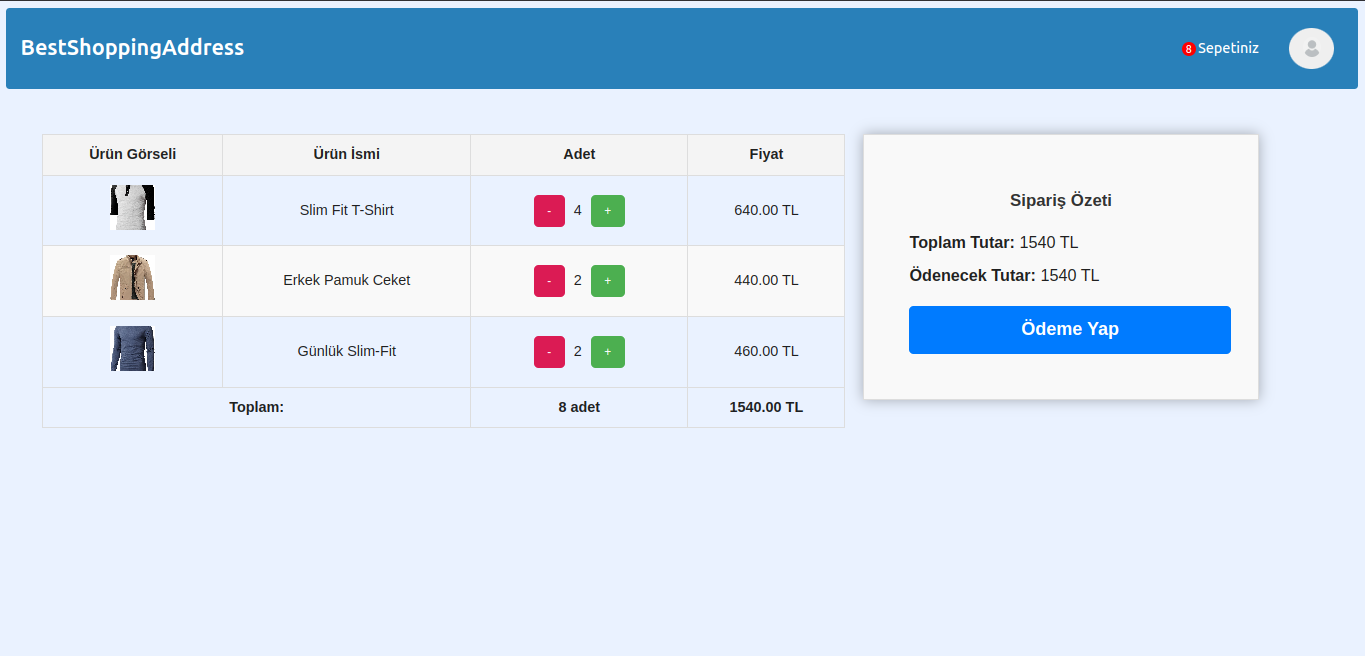 BestShoppingAddress
8 Sepetiniz
Ürün Görseli Ürün İsmi Adet Fiyat
Slim Fit T-Shirt - 4 + 640.00 TL
Erkek Pamuk Ceket - 2 + 440.00 TL
Günlük Slim-Fit - 2 + 460.00 TL
Toplam: 8 adet 1540.00 TL
Sipariş Özeti
Toplam Tutar: 1540 TL
Ödenecek Tutar: 1540 TL
Ödeme Yap